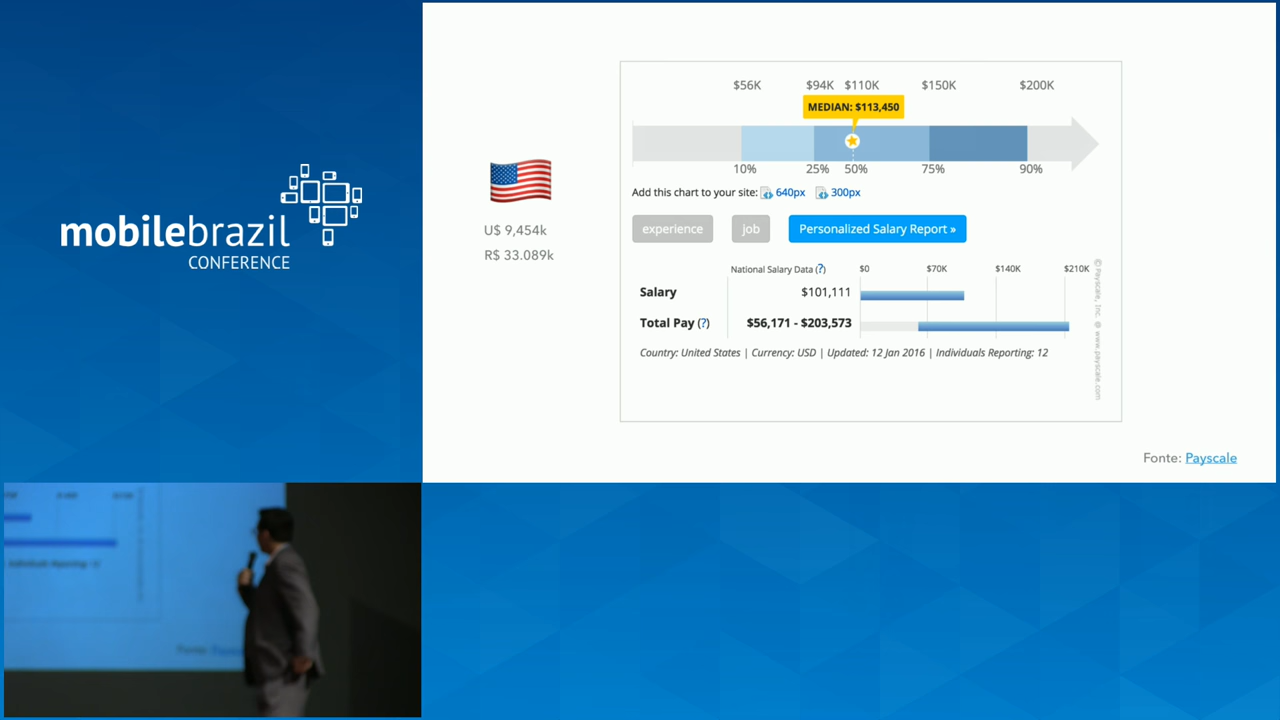 mobilebrazil
CONFERENCE
$56K $94K $110K $150K $200K
MEDIAN: $113,450
10% 25% 50% 75% 90%
Add this chart to your site: 640px 300px
experience job Personalized Salary Report »
U$ 9,454k
R$ 33.089k
National Salary Data (?) $0 $70K $140K $210K
Salary $101,111
Total Pay (?) $56,171 - $203,573
Country: United States | Currency: USD | Updated: 12 Jan 2016 | Individuals Reporting: 12
© Payscale, Inc. @ www.payscale.com
Fonte: Payscale